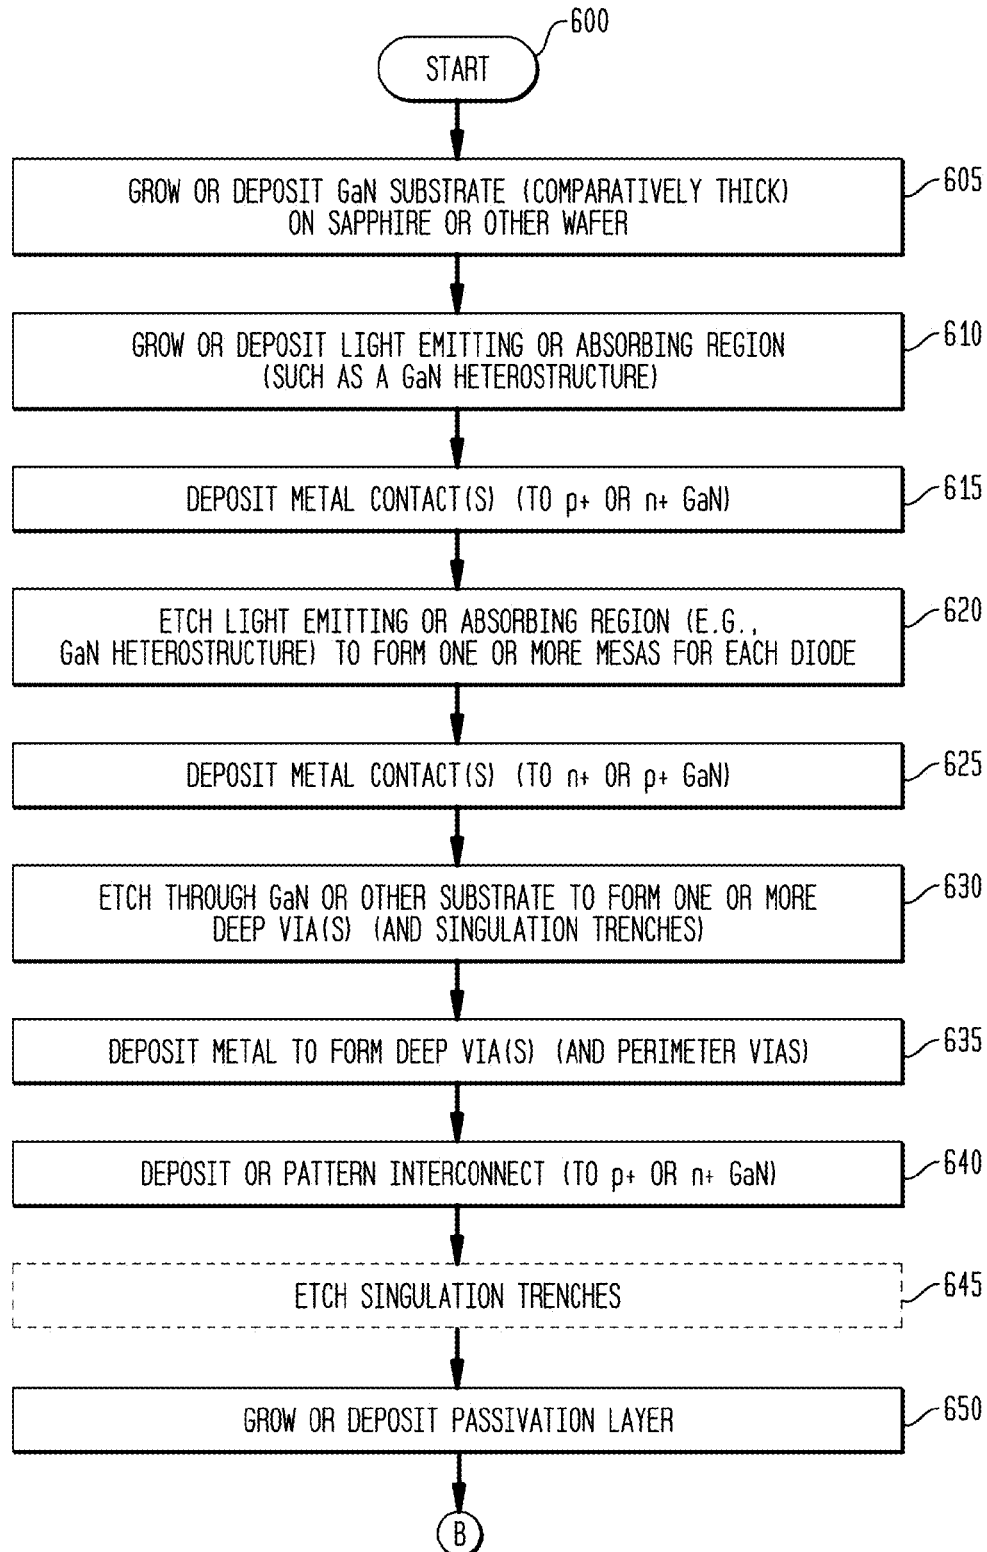 600
START
GROW OR DEPOSIT GaN SUBSTRATE (COMPARATIVELY THICK)
ON SAPPHIRE OR OTHER WAFER
605
GROW OR DEPOSIT LIGHT EMITTING OR ABSORBING REGION
(SUCH AS A GaN HETEROSTRUCTURE)
610
DEPOSIT METAL CONTACT(S) (TO p+ OR n+ GaN)
615
ETCH LIGHT EMITTING OR ABSORBING REGION (E.G.,
GaN HETEROSTRUCTURE) TO FORM ONE OR MORE MESAS FOR EACH DIODE
620
DEPOSIT METAL CONTACT(S) (TO n+ OR p+ GaN)
625
ETCH THROUGH GaN OR OTHER SUBSTRATE TO FORM ONE OR MORE
DEEP VIA(S) (AND SINGULATION TRENCHES)
630
DEPOSIT METAL TO FORM DEEP VIA(S) (AND PERIMETER VIAS)
635
DEPOSIT OR PATTERN INTERCONNECT (TO p+ OR n+ GaN)
640
ETCH SINGULATION TRENCHES
645
GROW OR DEPOSIT PASSIVATION LAYER
650
B